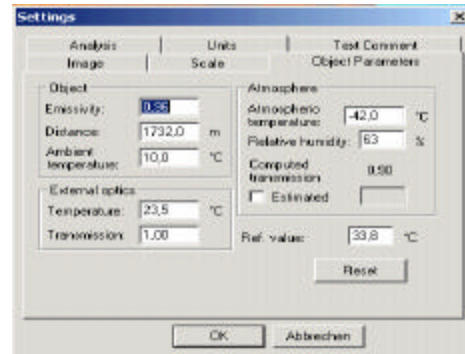 Settings
Analysis Units Text Comment
Image Scale Object Parameters
Object
Emissivity: 0.96
Distance: 1732,0 m
Ambient temperature: 10,0 °C
External optics
Temperature: 23,5 °C
Transmission: 1.00
Atmosphere
Atmospheric temperature: -42,0 °C
Relative humidity: 63 %
Computed transmission 0.90
Estimated
Ref. value: 33,8 °C
Reset
OK Abbrechen